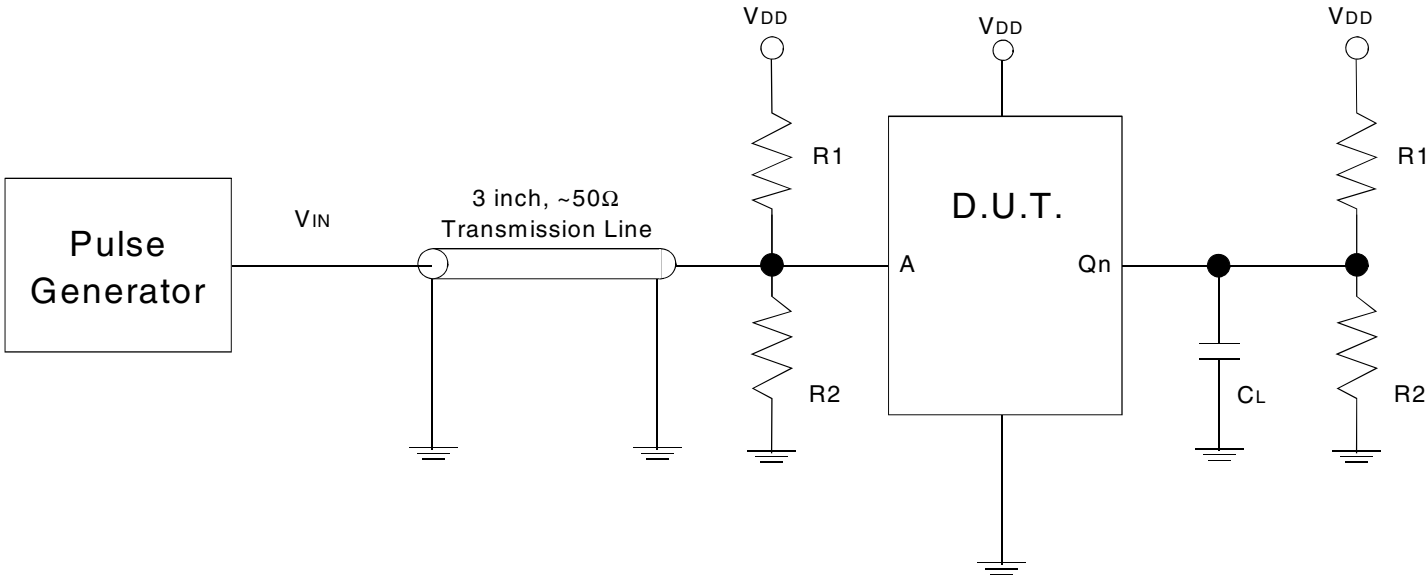 VDD
VDD
VDD
R1
R1
3 inch, ~50Ω
Transmission Line
D.U.T.
VIN
Pulse
Generator
A
Qn
R2
CL
R2